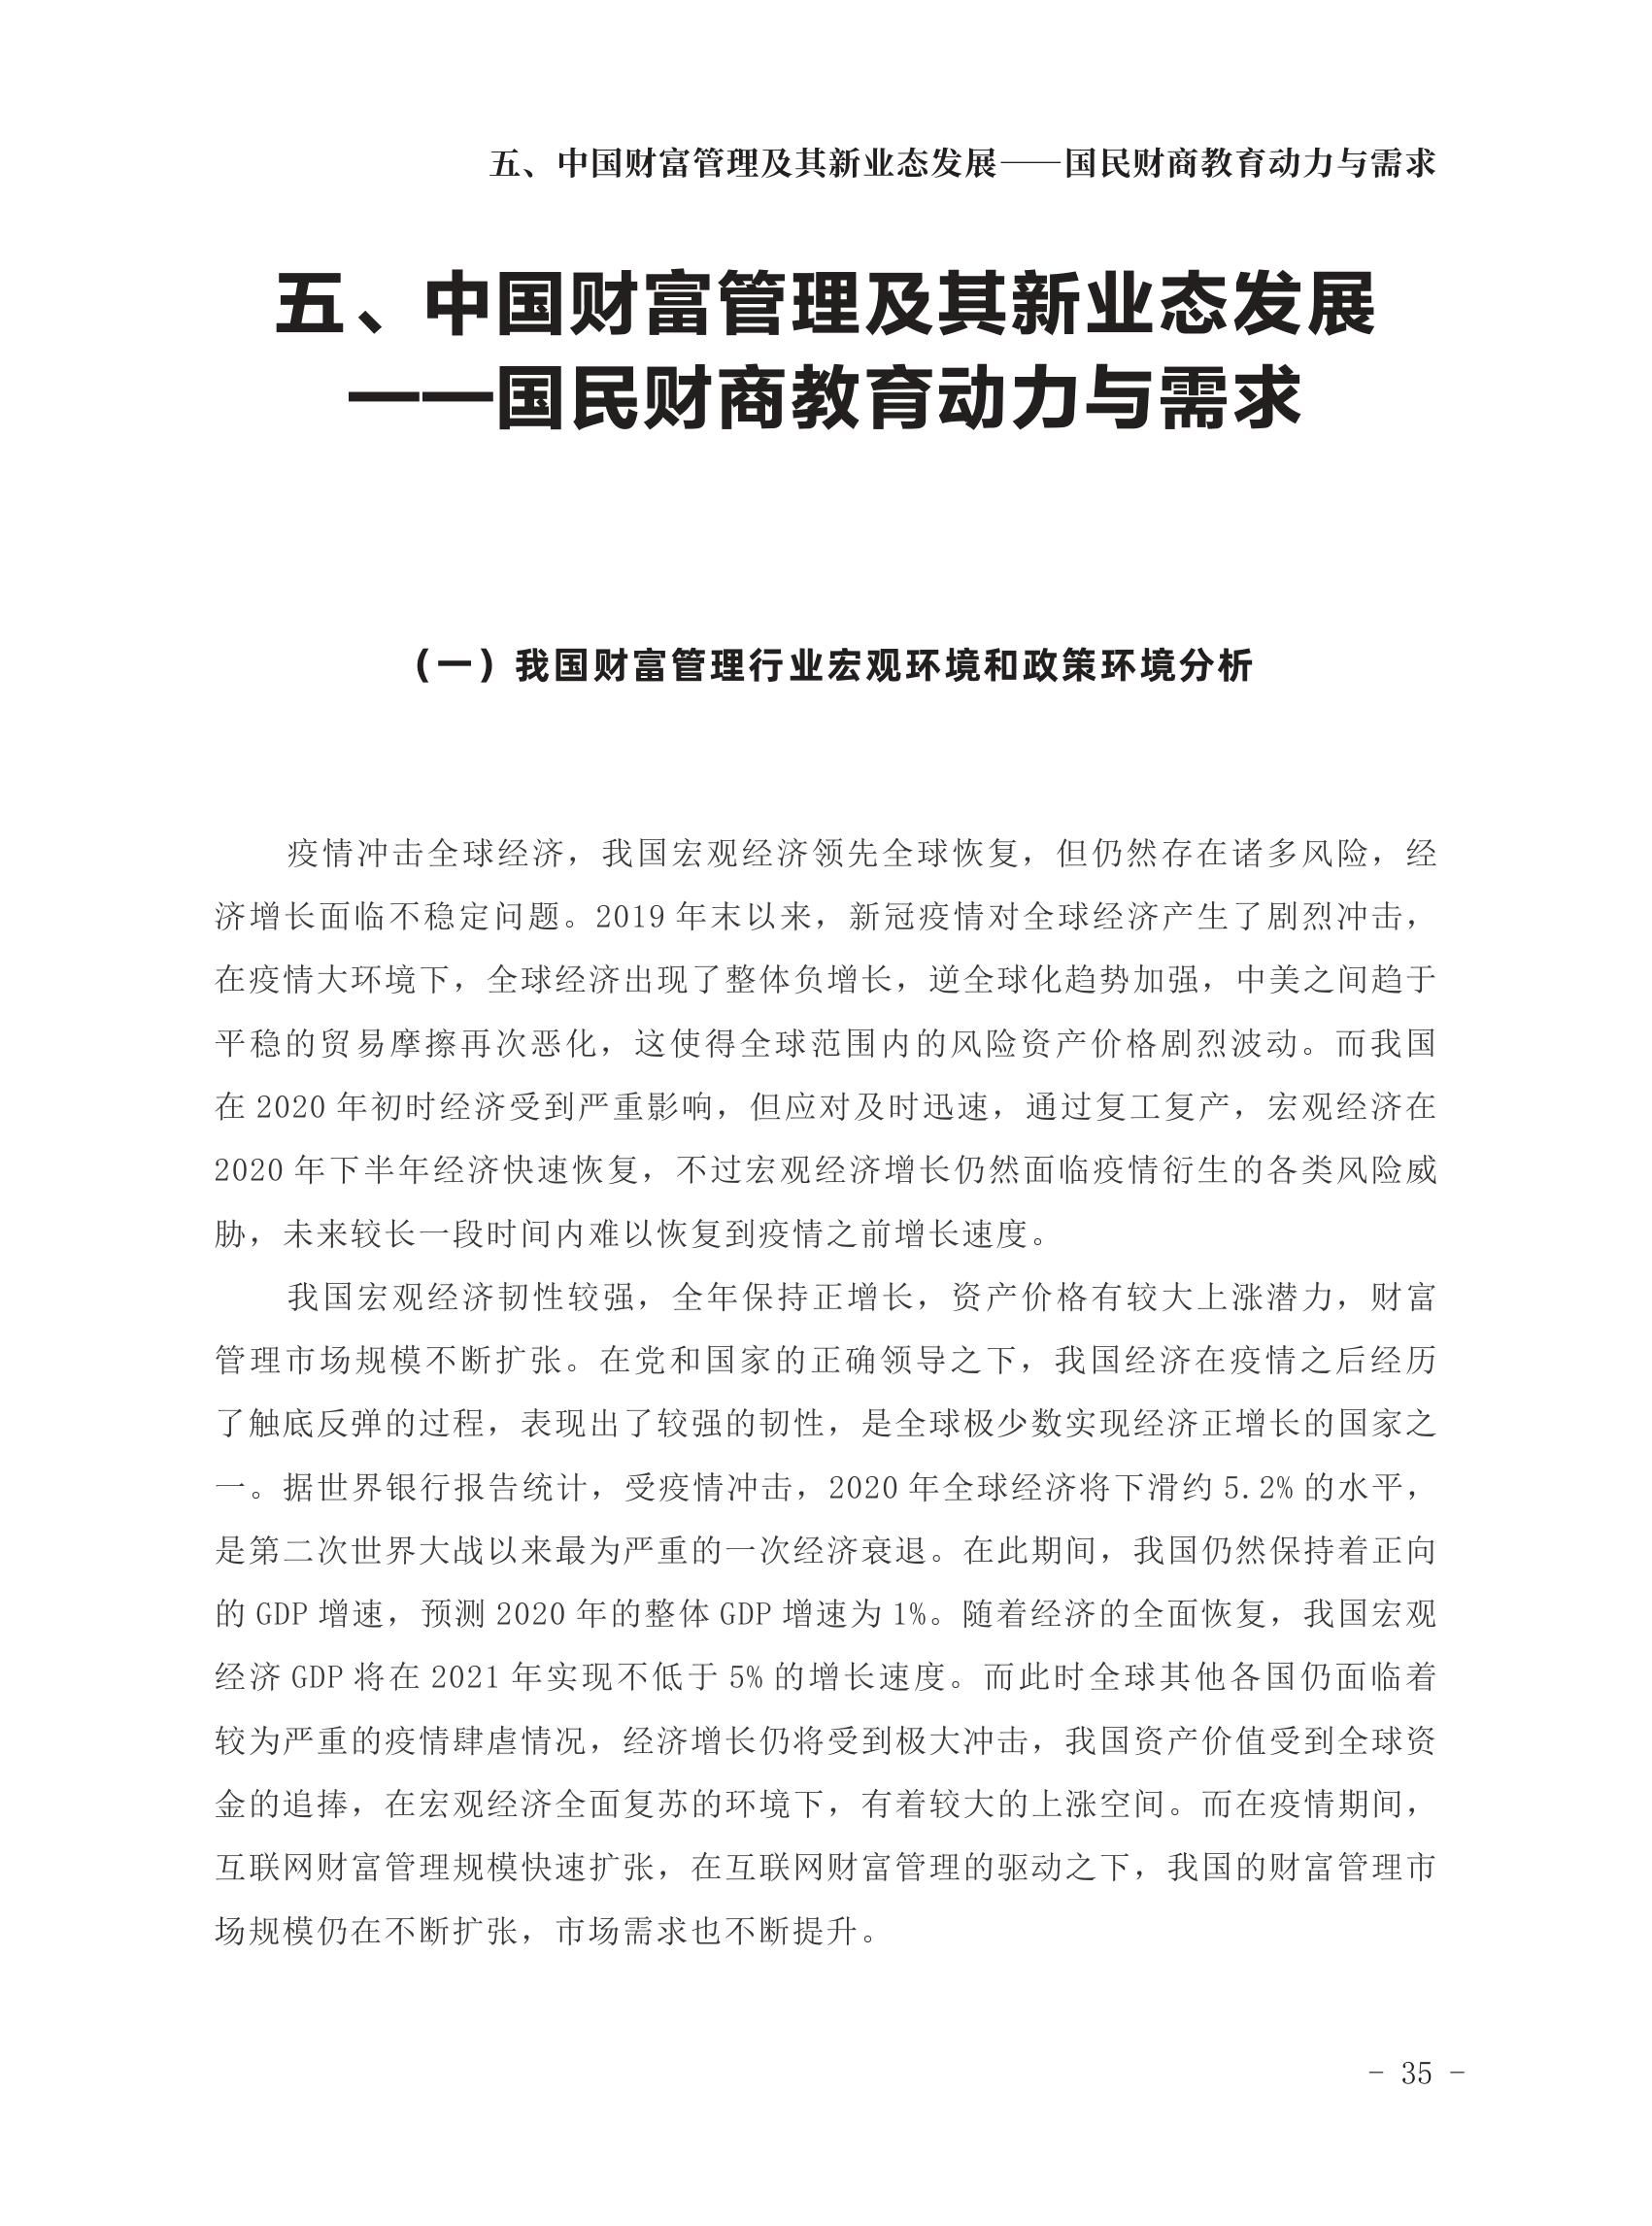 五、中国财富管理及其新业态发展——国民财商教育动力与需求
五、中国财富管理及其新业态发展
——国民财商教育动力与需求
（一）我国财富管理行业宏观环境和政策环境分析
疫情冲击全球经济，我国宏观经济领先全球恢复，但仍然存在诸多风险，经
济增长面临不稳定问题。2019 年末以来，新冠疫情对全球经济产生了剧烈冲击，
在疫情大环境下，全球经济出现了整体负增长，逆全球化趋势加强，中美之间趋于
平稳的贸易摩擦再次恶化，这使得全球范围内的风险资产价格剧烈波动。而我国
在 2020 年初时经济受到严重影响，但应对及时迅速，通过复工复产，宏观经济在
2020 年下半年经济快速恢复，不过宏观经济增长仍然面临疫情衍生的各类风险威
胁，未来较长一段时间内难以恢复到疫情之前增长速度。
我国宏观经济韧性较强，全年保持正增长，资产价格有较大上涨潜力，财富
管理市场规模不断扩张。在党和国家的正确领导之下，我国经济在疫情之后经历
了触底反弹的过程，表现出了较强的韧性，是全球极少数实现经济正增长的国家之
一。据世界银行报告统计，受疫情冲击，2020 年全球经济将下滑约 5.2% 的水平，
是第二次世界大战以来最为严重的一次经济衰退。在此期间，我国仍然保持着正向
的 GDP 增速，预测 2020 年的整体 GDP 增速为 1%。随着经济的全面恢复，我国宏观
经济 GDP 将在 2021 年实现不低于 5% 的增长速度。而此时全球其他各国仍面临着
较为严重的疫情肆虐情况，经济增长仍将受到极大冲击，我国资产价值受到全球资
金的追捧，在宏观经济全面复苏的环境下，有着较大的上涨空间。而在疫情期间，
互联网财富管理规模快速扩张，在互联网财富管理的驱动之下，我国的财富管理市
场规模仍在不断扩张，市场需求也不断提升。
- 35 -